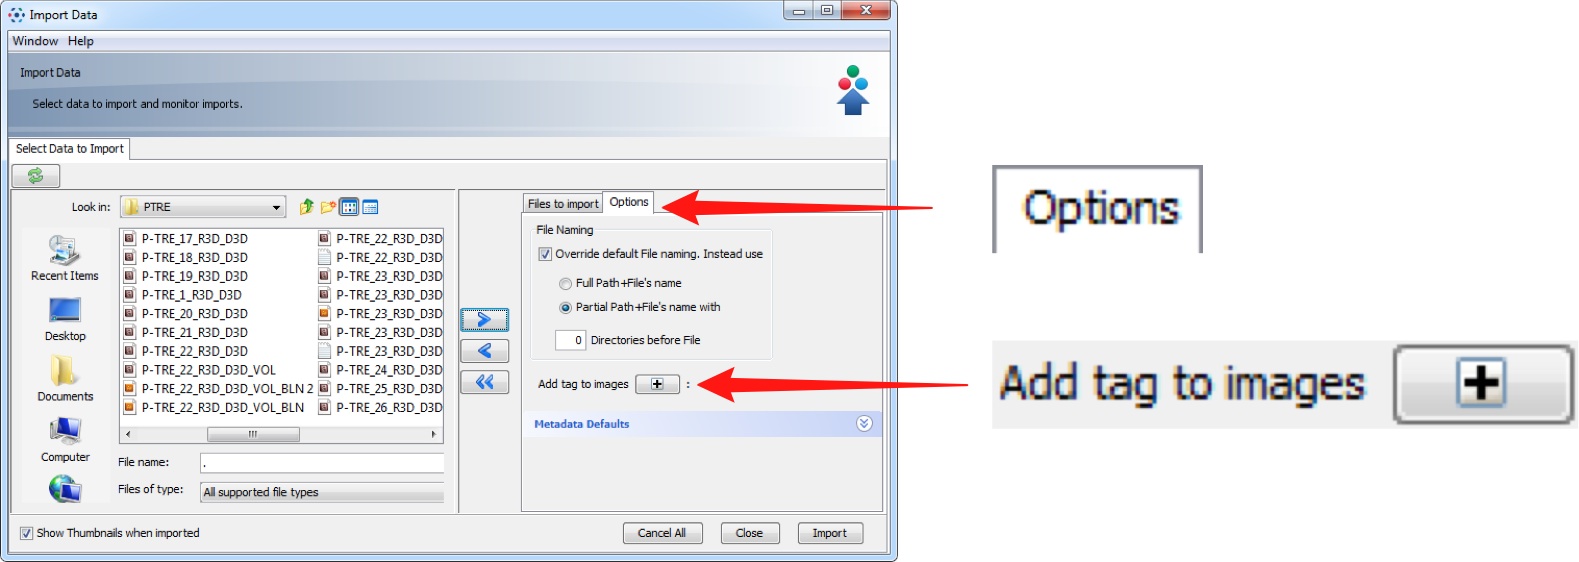 Import Data
Window Help
Import Data
Select data to import and monitor imports.
Select Data to Import
Look in: PTRE
Recent Items
Desktop
Documents
Computer
P-TRE_17_R3D_D3D
P-TRE_18_R3D_D3D
P-TRE_19_R3D_D3D
P-TRE_1_R3D_D3D
P-TRE_20_R3D_D3D
P-TRE_21_R3D_D3D
P-TRE_22_R3D_D3D
P-TRE_22_R3D_D3D_VOL
P-TRE_22_R3D_D3D_VOL_BLN 2
P-TRE_22_R3D_D3D_VOL_BLN
P-TRE_22_R3D_D3D
P-TRE_22_R3D_D3D
P-TRE_23_R3D_D3D
P-TRE_23_R3D_D3D
P-TRE_23_R3D_D3D
P-TRE_23_R3D_D3D
P-TRE_23_R3D_D3D
P-TRE_24_R3D_D3D
P-TRE_25_R3D_D3D
P-TRE_26_R3D_D3D
File name: .
Files of type: All supported file types
Files to import Options
File Naming
Override default File naming. Instead use
Full Path+File's name
Partial Path+File's name with
0 Directories before File
Add tag to images :
Metadata Defaults
Show Thumbnails when imported
Cancel All Close Import
Options
Add tag to images